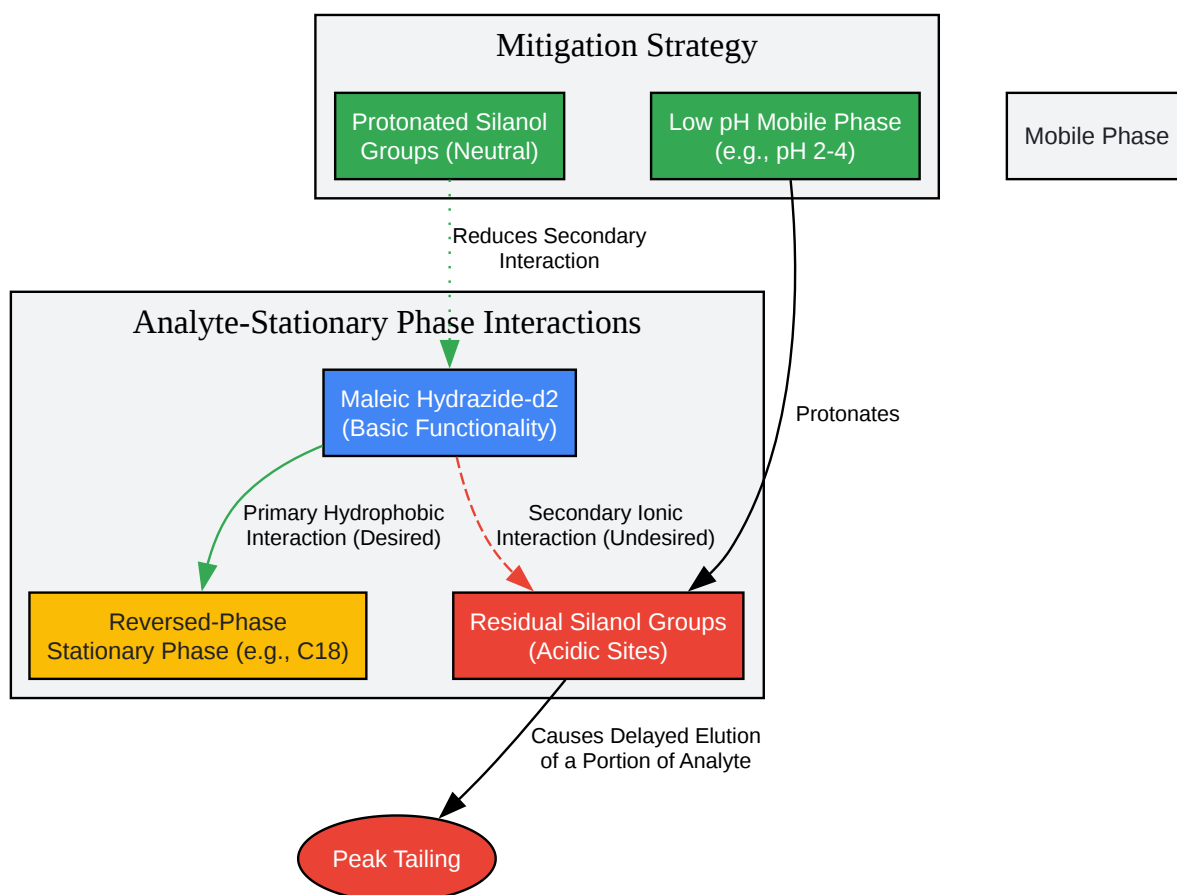 Mitigation Strategy
Protonated Silanol
Groups (Neutral)
Low pH Mobile Phase
(e.g., pH 2-4)
Mobile Phase
Reduces Secondary
Interaction
Analyte-Stationary Phase Interactions
Maleic Hydrazide-d2
(Basic Functionality)
Protonates
Primary Hydrophobic
Interaction (Desired)
Secondary Ionic
Interaction (Undesired)
Reversed-Phase
Stationary Phase (e.g., C18)
Residual Silanol Groups
(Acidic Sites)
Causes Delayed Elution
of a Portion of Analyte
Peak Tailing